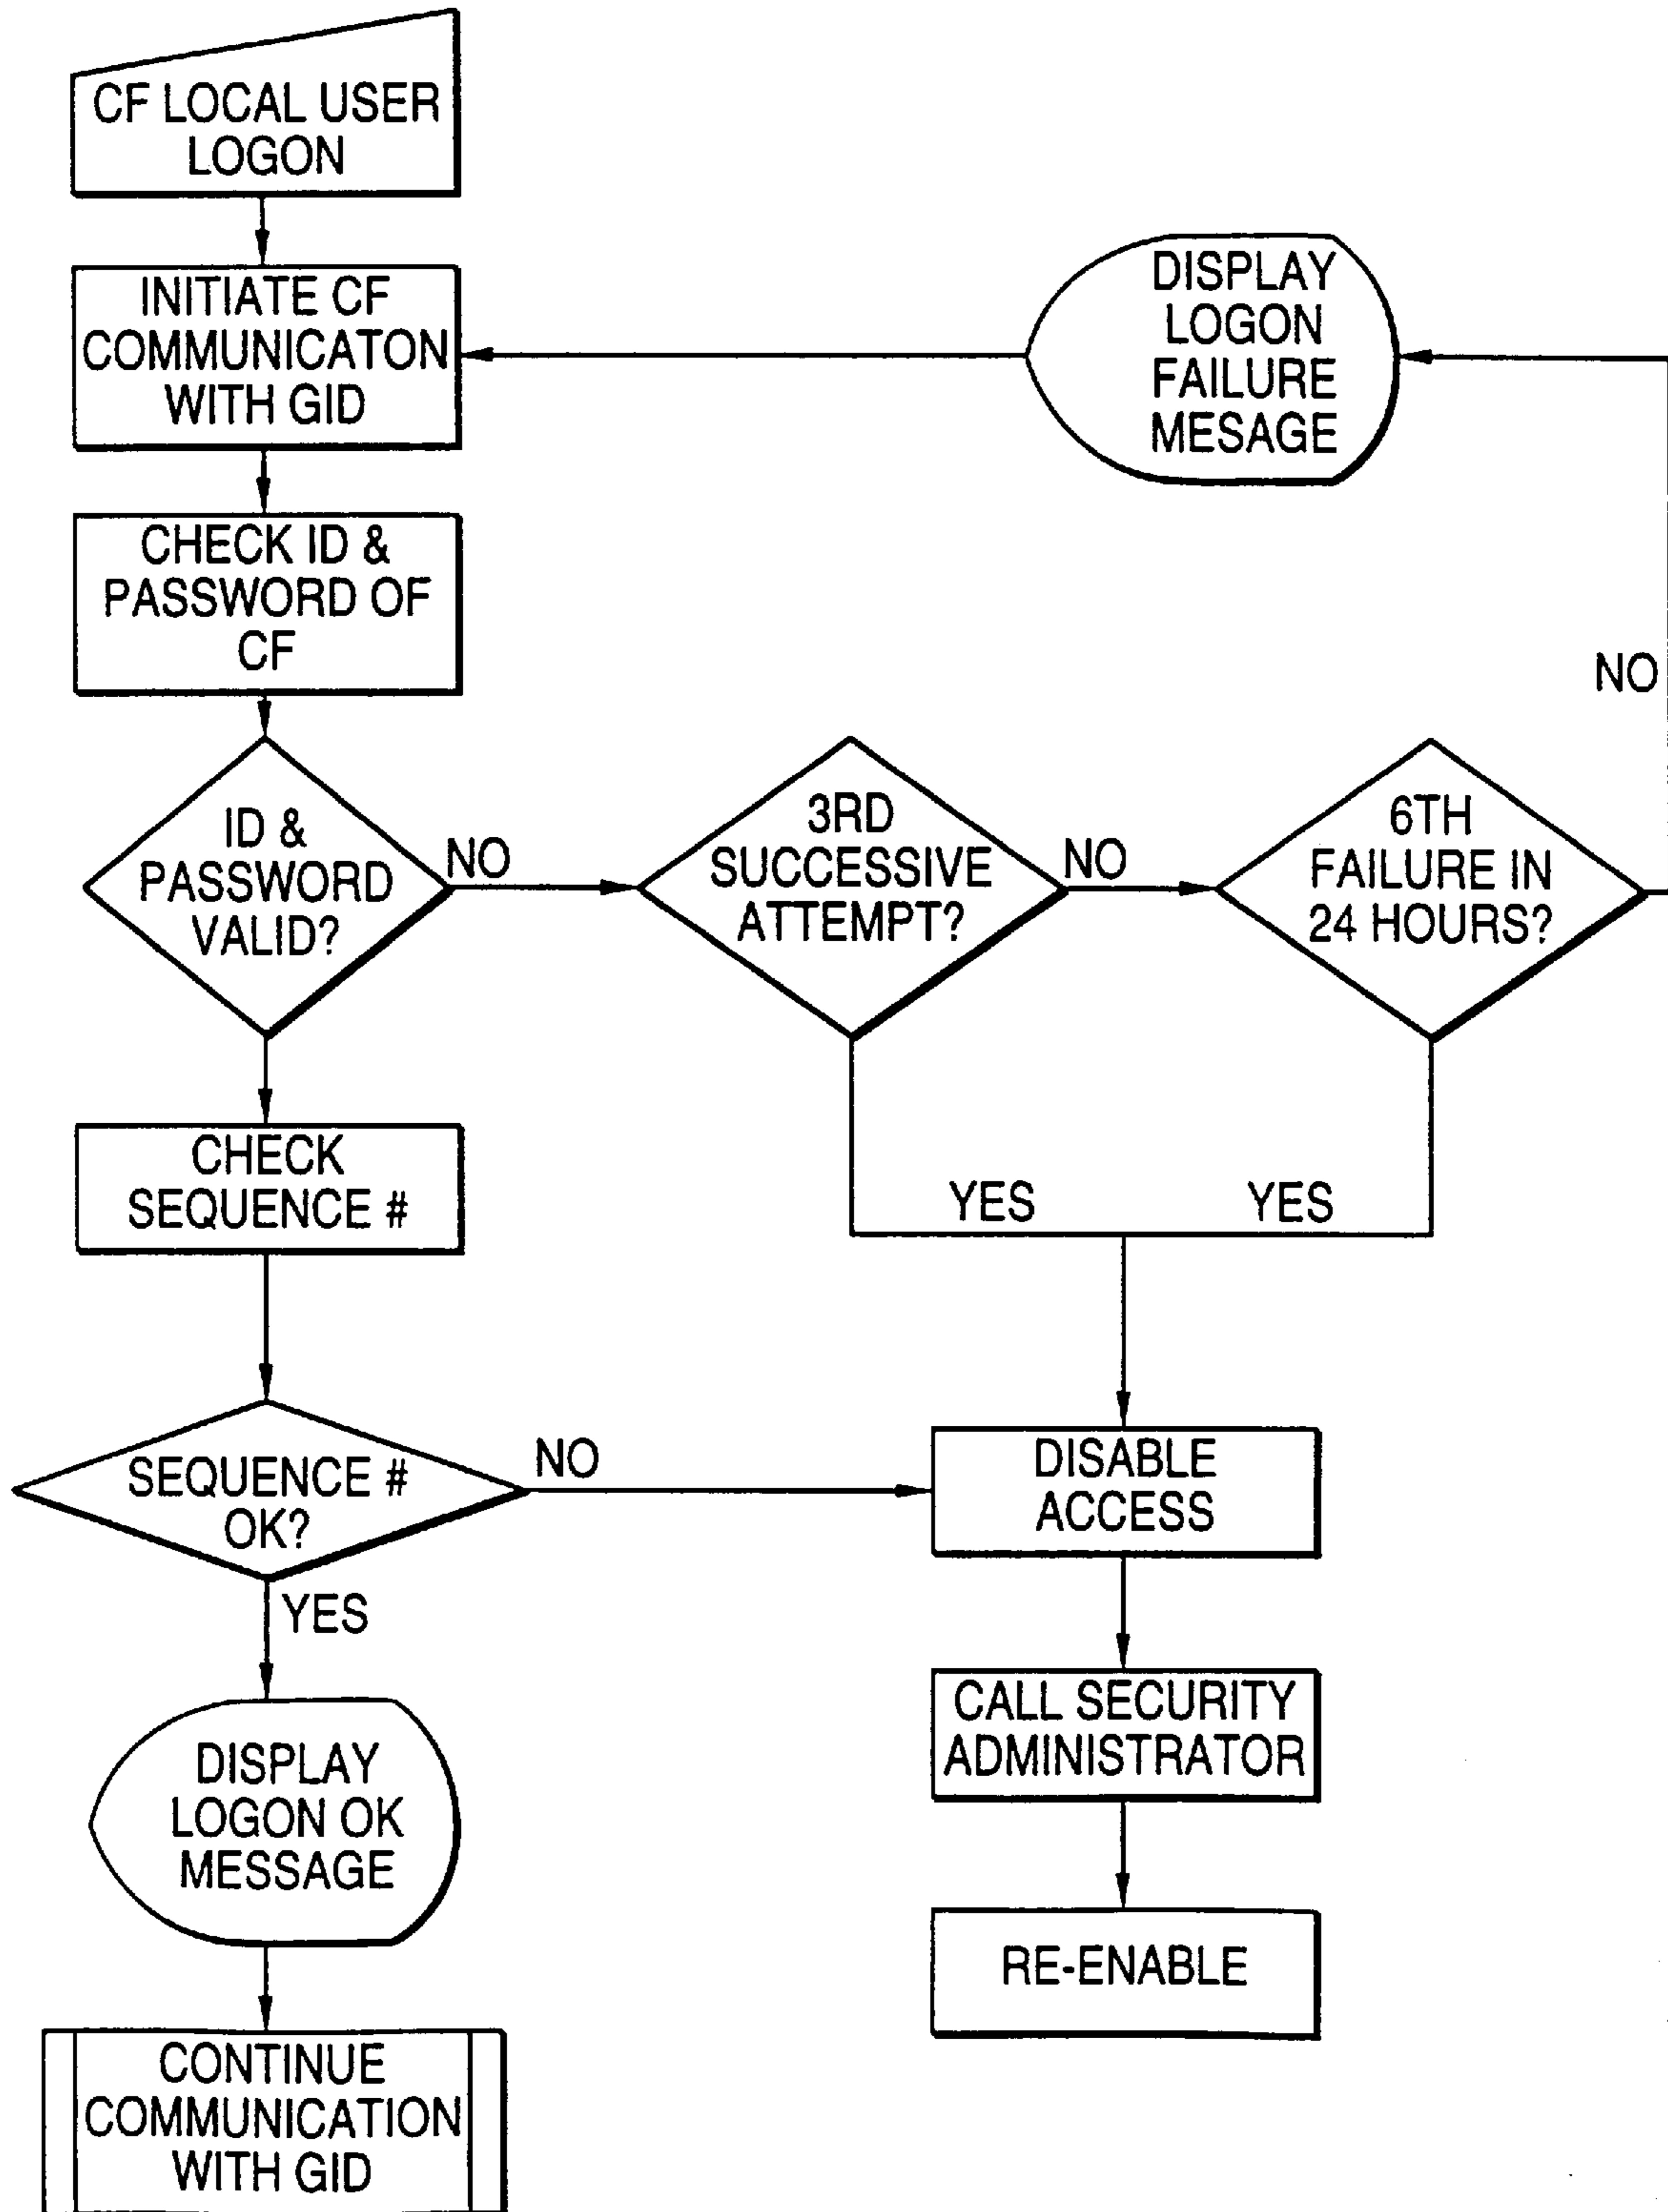 CF LOCAL USER
LOGON
INITIATE CF
COMMUNICATON
WITH GID
DISPLAY
LOGON
FAILURE
MESAGE
CHECK ID &
PASSWORD OF
CF
NO
ID &
PASSWORD
VALID?
NO
3RD
SUCCESSIVE
ATTEMPT?
NO
6TH
FAILURE IN
24 HOURS?
CHECK
SEQUENCE #
YES
YES
SEQUENCE #
OK?
NO
DISABLE
ACCESS
YES
CALL SECURITY
ADMINISTRATOR
DISPLAY
LOGON OK
MESSAGE
RE-ENABLE
CONTINUE
COMMUNICATION
WITH GID